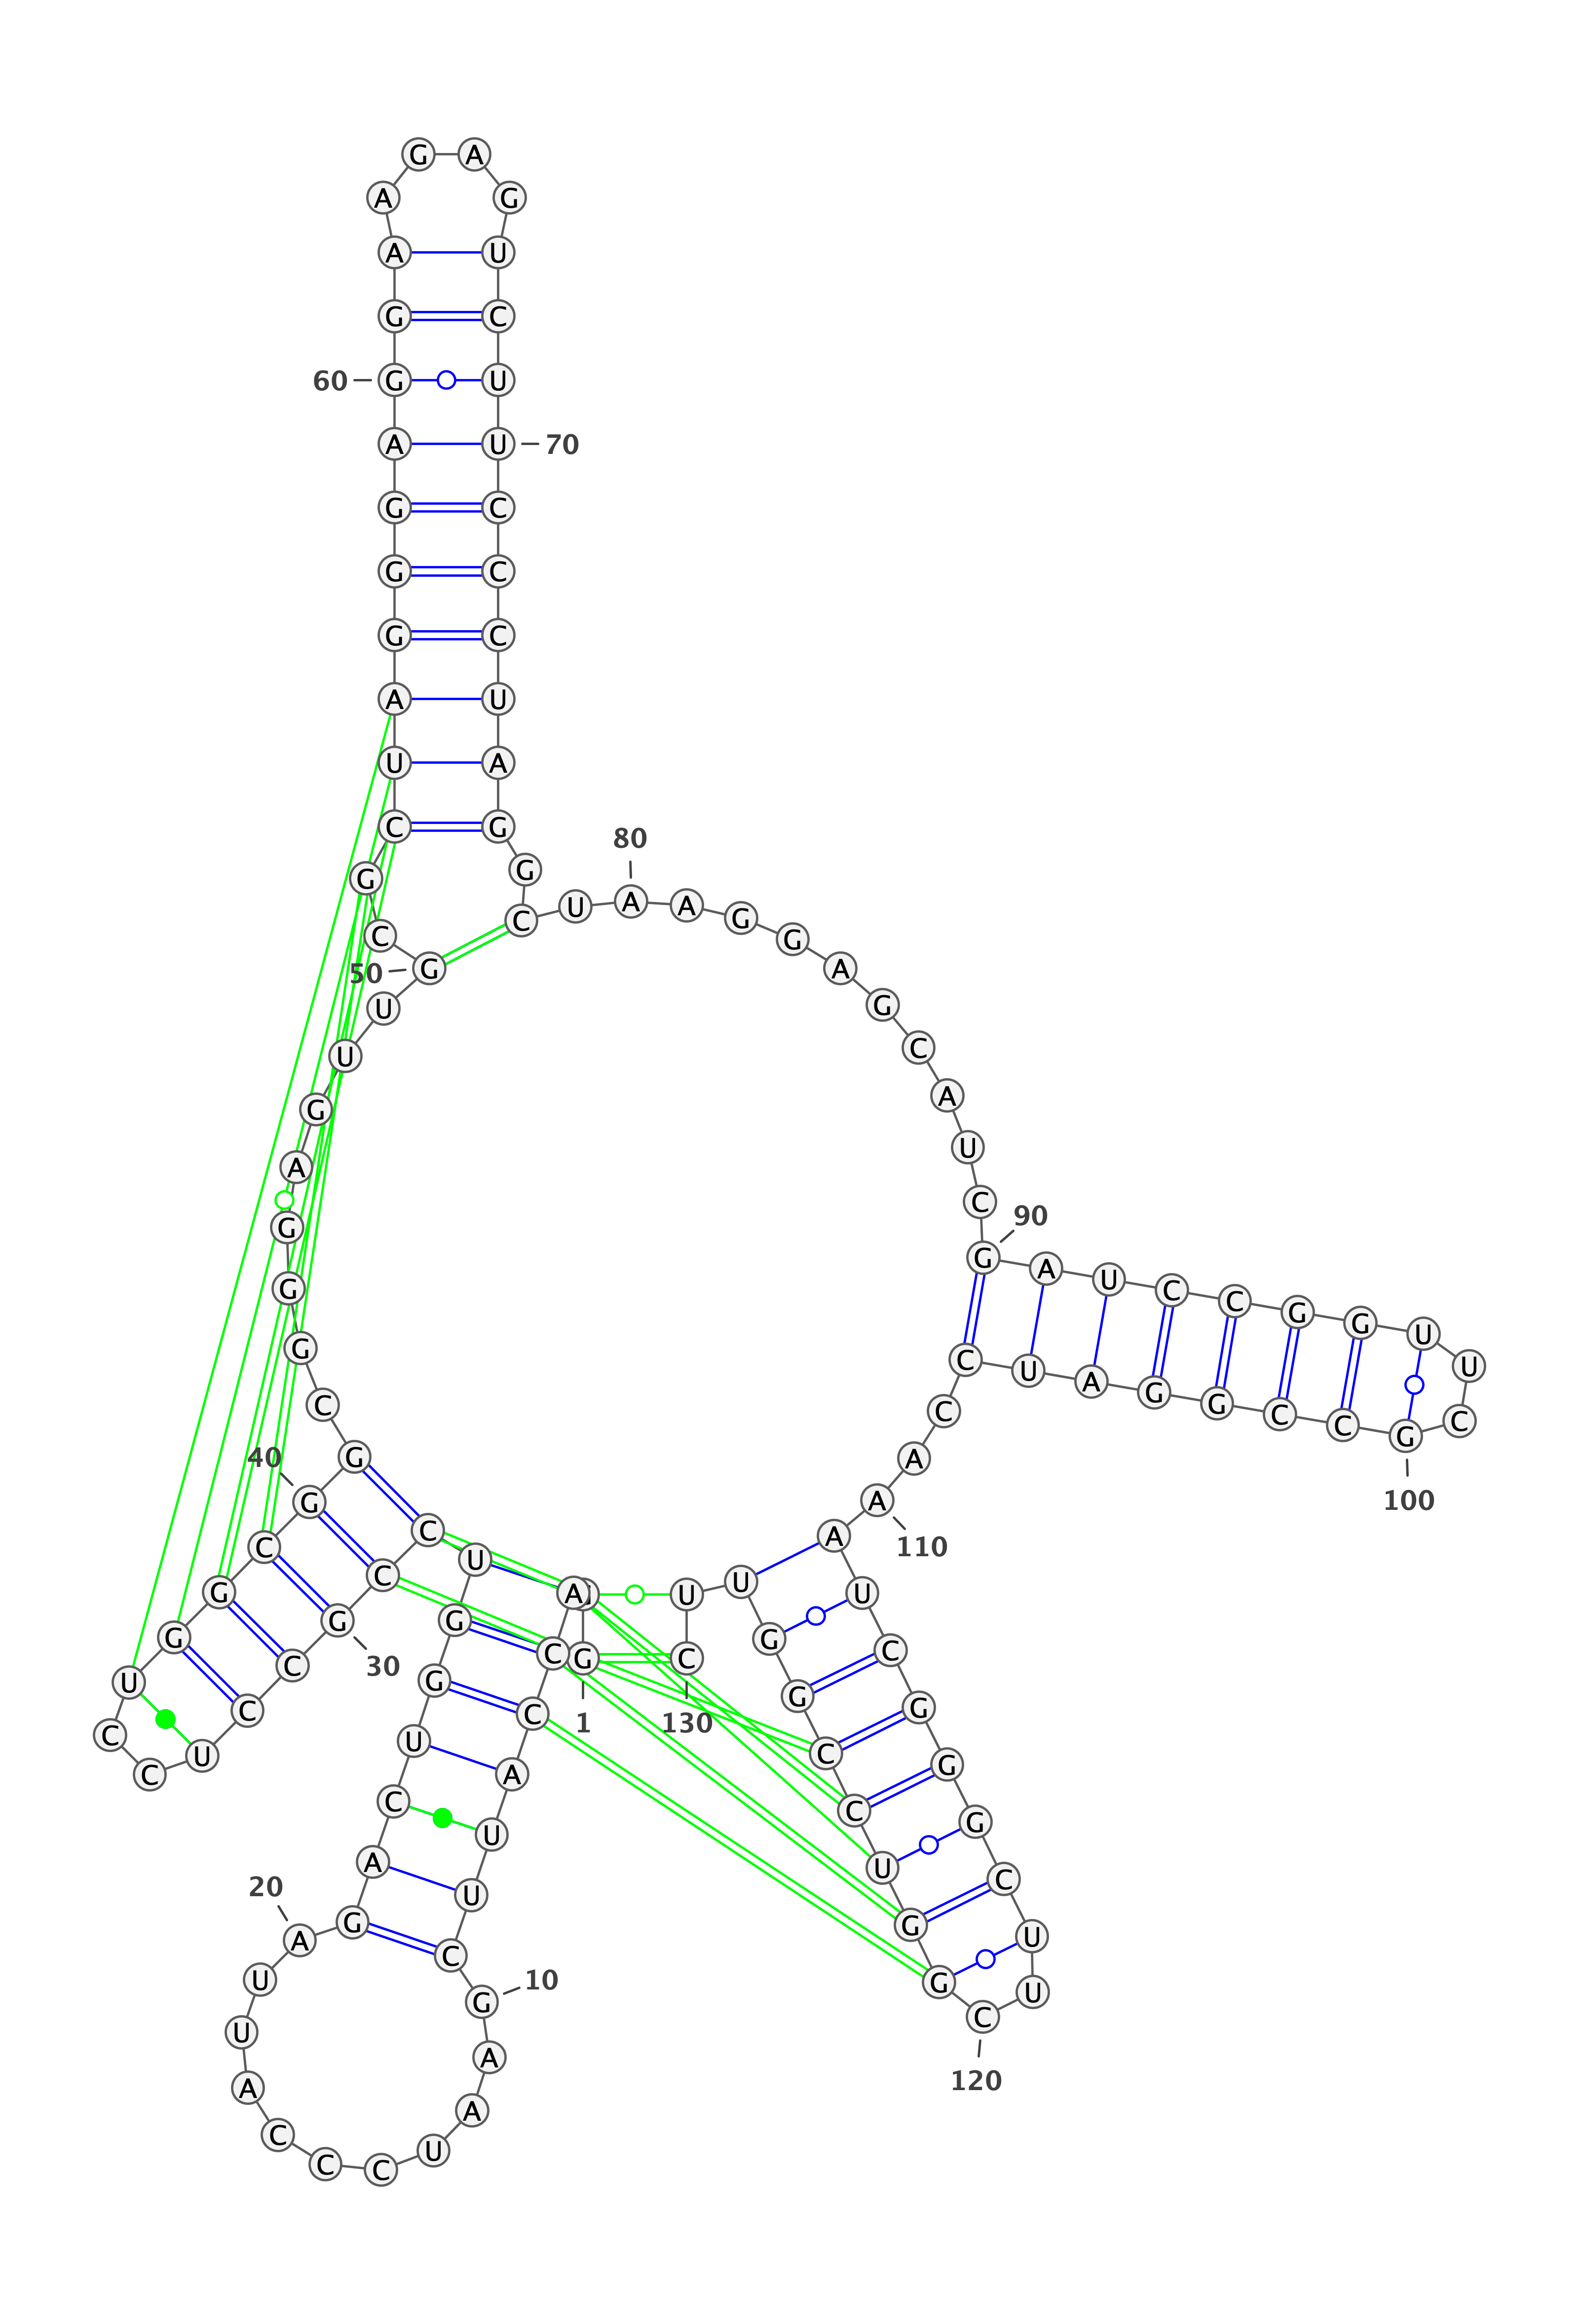 G A
A G
A U
G C
60 G U
A U 70
G C
G C
G C
A U
U A
C G
80
G G
C C U A A G G
50 G A
U G
U C
G A
A U
G C 90
G G A U C C G G U
G C U A G G C C G U
C C C
40 G A
G C A 100
C C U A 110
G C A U U U
G G G G C
U G C C G G
30
C C U C C G
1 130
U U A C G
C U U G
20 A U C
A G C U
U G 10 G U
U A C
A A 120
C U
C C